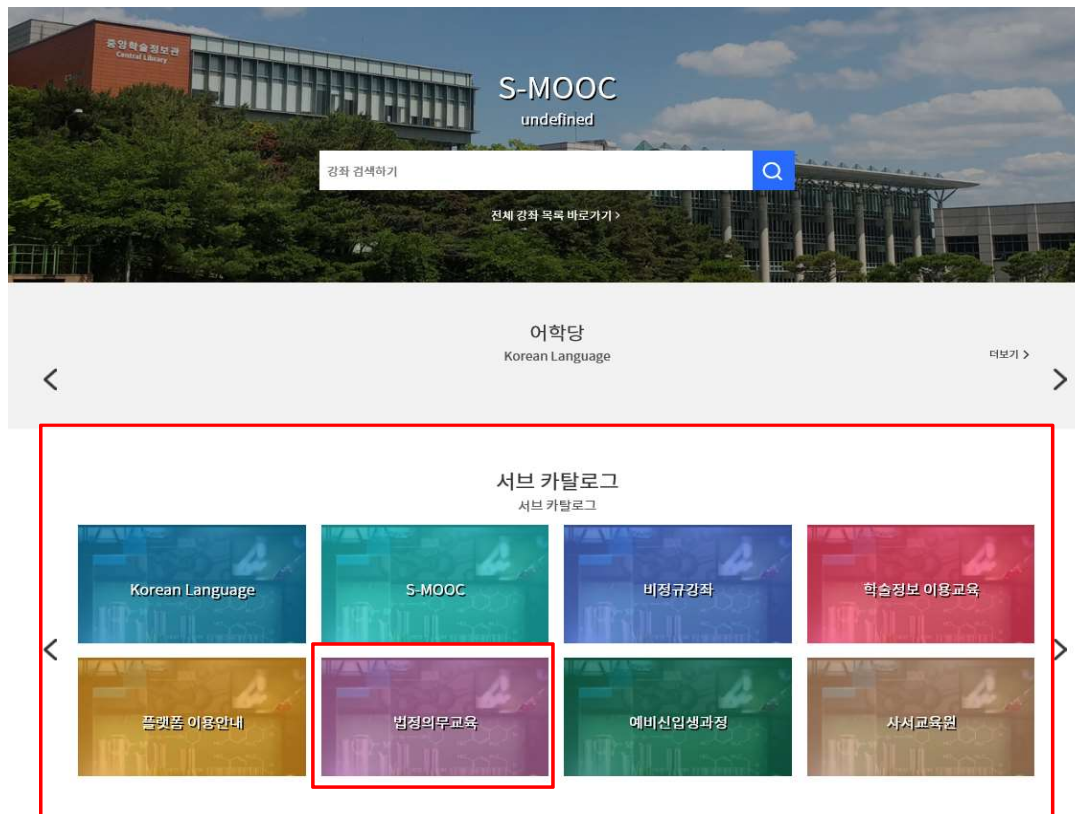 중앙학술정보관
Central Library
S-MOOC
undefined
강좌 검색하기
전체 강좌 목록 바로가기 >
어학당
Korean Language
더보기 >
서브 카탈로그
서브 카탈로그
Korean Language
S-MOOC
비정규강좌
학술정보 이용교육
플랫폼 이용안내
법정의무교육
예비신입생과정
사서교육원